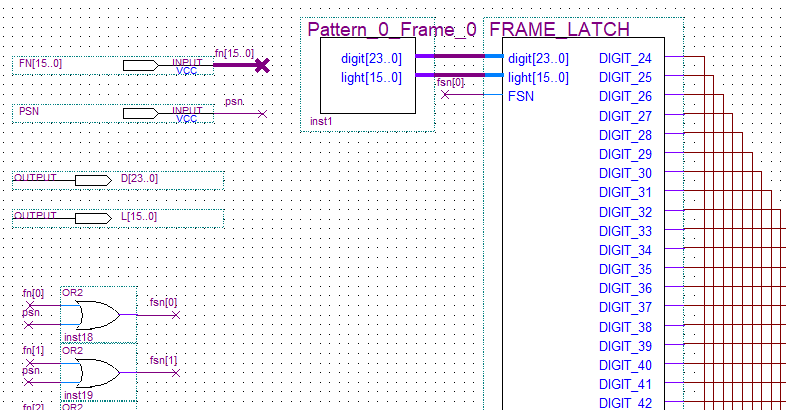 Pattern_0_Frame_0 FRAME_LATCH
fn[15..0]
FN[15..0] INPUT
VCC
digit[23..0] digit[23..0] DIGIT_24
light[15..0] light[15..0] DIGIT_25
fsn[0]
FSN DIGIT_26
psn
PSN INPUT
VCC
inst1
DIGIT_27
DIGIT_28
DIGIT_29
DIGIT_30
OUTPUT D[23..0]
DIGIT_31
DIGIT_32
OUTPUT L[15..0]
DIGIT_33
DIGIT_34
DIGIT_35
DIGIT_36
fn[0] OR2
fsn[0]
psn
inst18
DIGIT_37
DIGIT_38
DIGIT_39
fn[1] OR2
fsn[1]
psn
inst19
DIGIT_40
DIGIT_41
DIGIT_42
fn[2] OR2